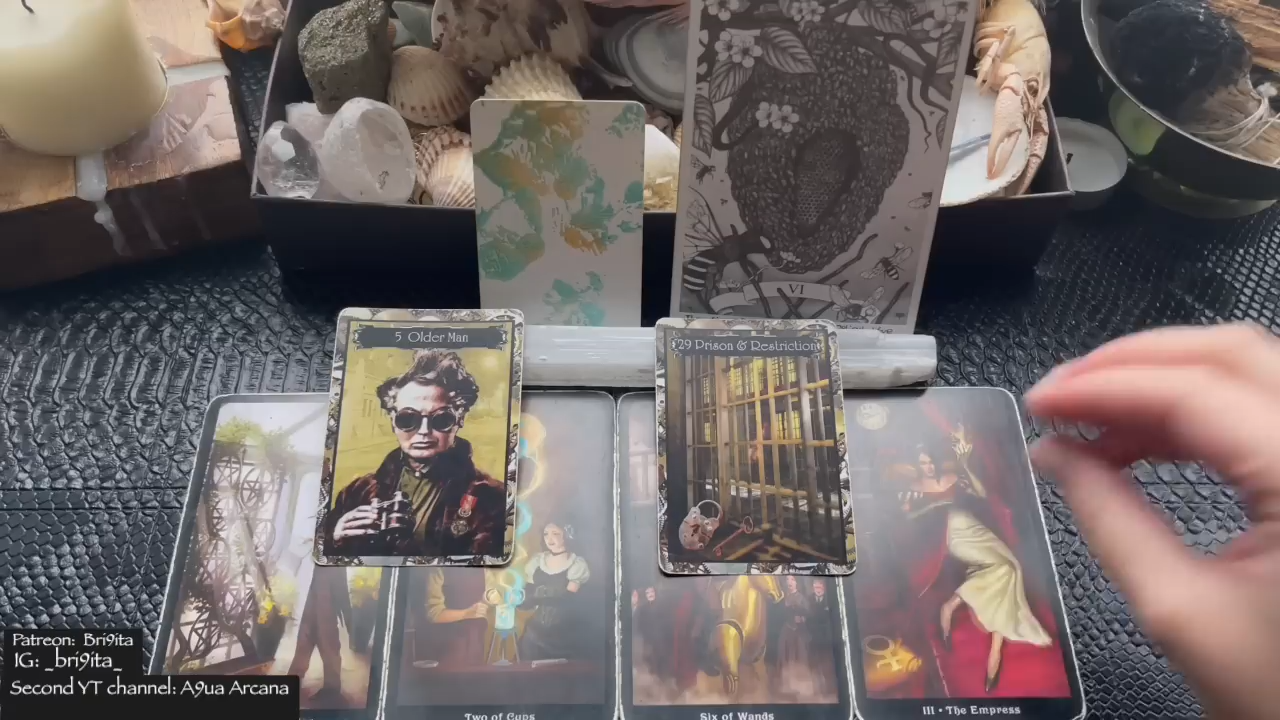 VI
5 Older Man
29 Prison & Restriction
Two of Cups
Six of Wands
III • The Empress
Patreon: Bri9ita
IG: _bri9ita_
Second YT channel: A9ua Arcana